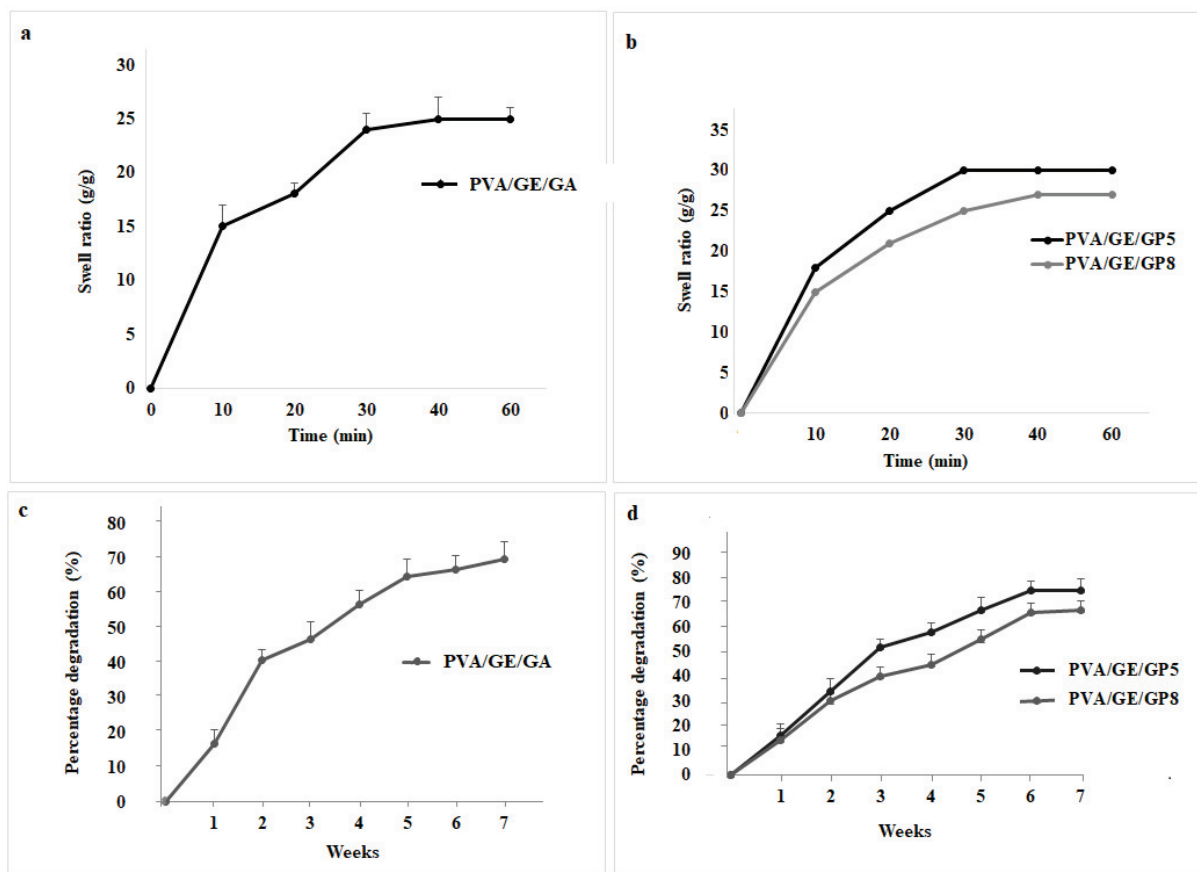 a
30
25
20
15
10
5
0
Swell ratio (g/g)
PVA/GE/GA
0 10 20 30 40 60
Time (min)
b
35
30
25
20
15
10
5
0
Swell ratio (g/g)
PVA/GE/GP5
PVA/GE/GP8
10 20 30 40 60
Time (min)
c
80
70
60
50
40
30
20
10
0
Percentage degradation (%)
PVA/GE/GA
1 2 3 4 5 6 7
Weeks
d
90
80
70
60
50
40
30
20
10
0
Percentage degradation (%)
PVA/GE/GP5
PVA/GE/GP8
1 2 3 4 5 6 7
Weeks